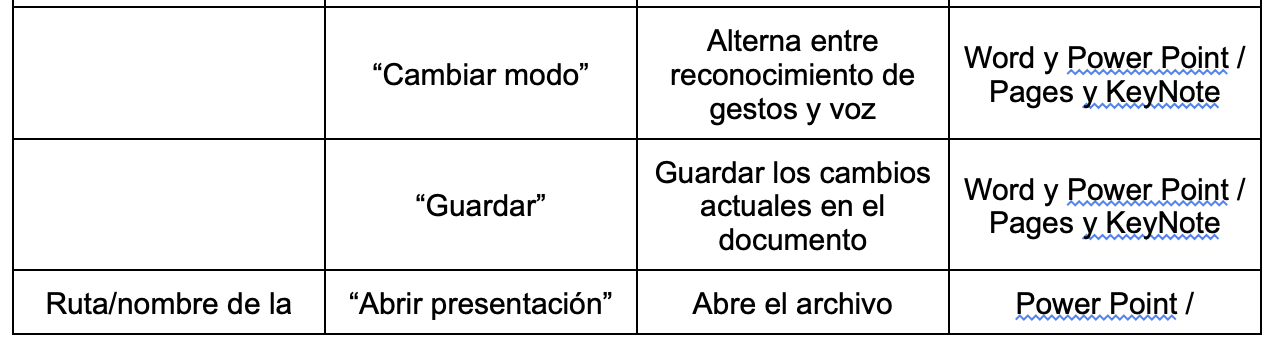 “Cambiar modo”
Alterna entre
reconocimiento de
gestos y voz
Word y Power Point /
Pages y KeyNote
“Guardar”
Guardar los cambios
actuales en el
documento
Word y Power Point /
Pages y KeyNote
Ruta/nombre de la
“Abrir presentación”
Abre el archivo
Power Point /